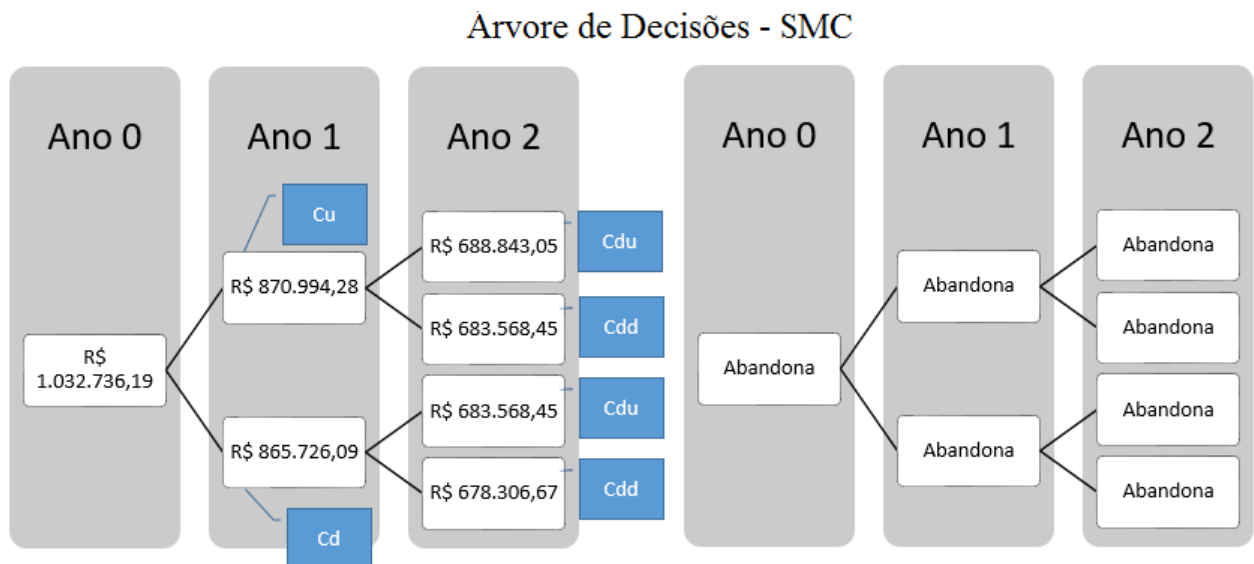 Árvore de Decisões - SMC
Ano 0
Ano 1
Ano 2
Cu
R$ 688.843,05
Cdu
R$ 870.994,28
R$ 683.568,45
Cdd
R$
1.032.736,19
R$ 683.568,45
Cdu
R$ 865.726,09
R$ 678.306,67
Cdd
Cd
Ano 0
Ano 1
Ano 2
Abandona
Abandona
Abandona
Abandona
Abandona
Abandona
Abandona